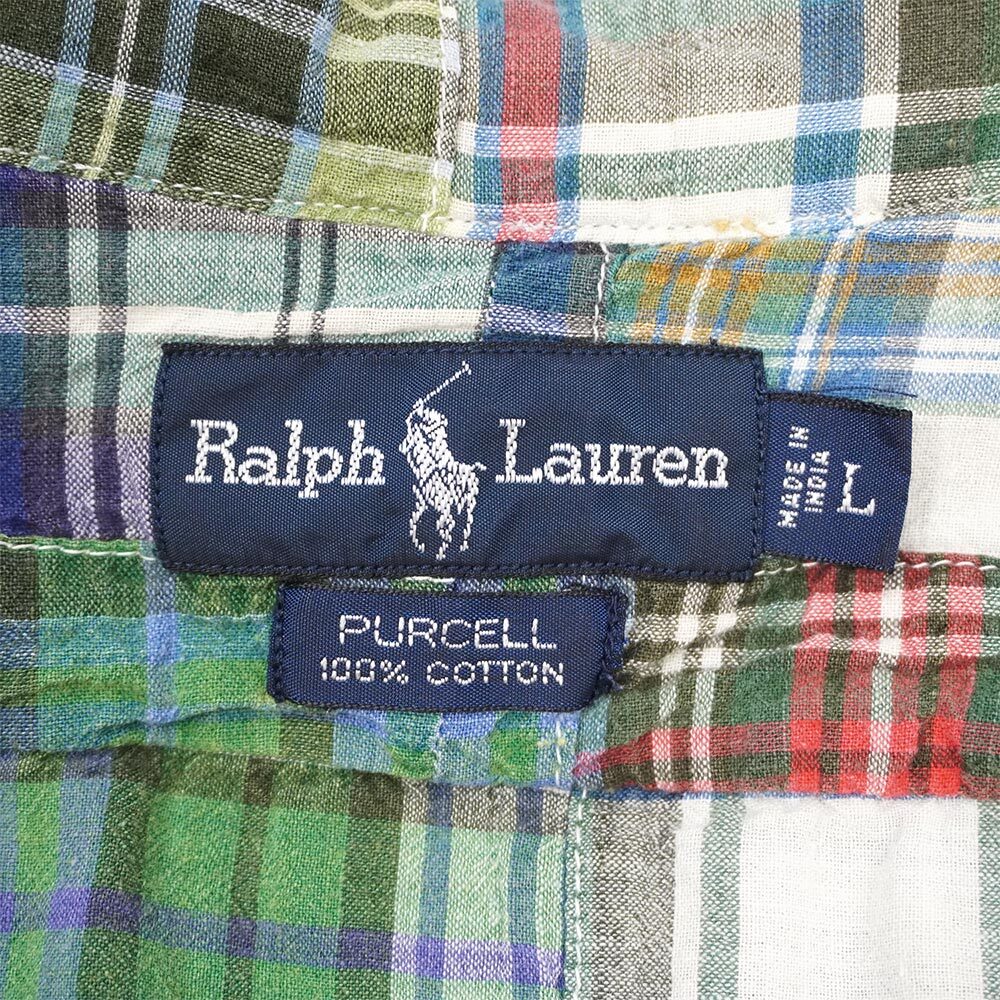 Ralph Lauren
MADE IN
INDIA
L
PURCELL
100% COTTON